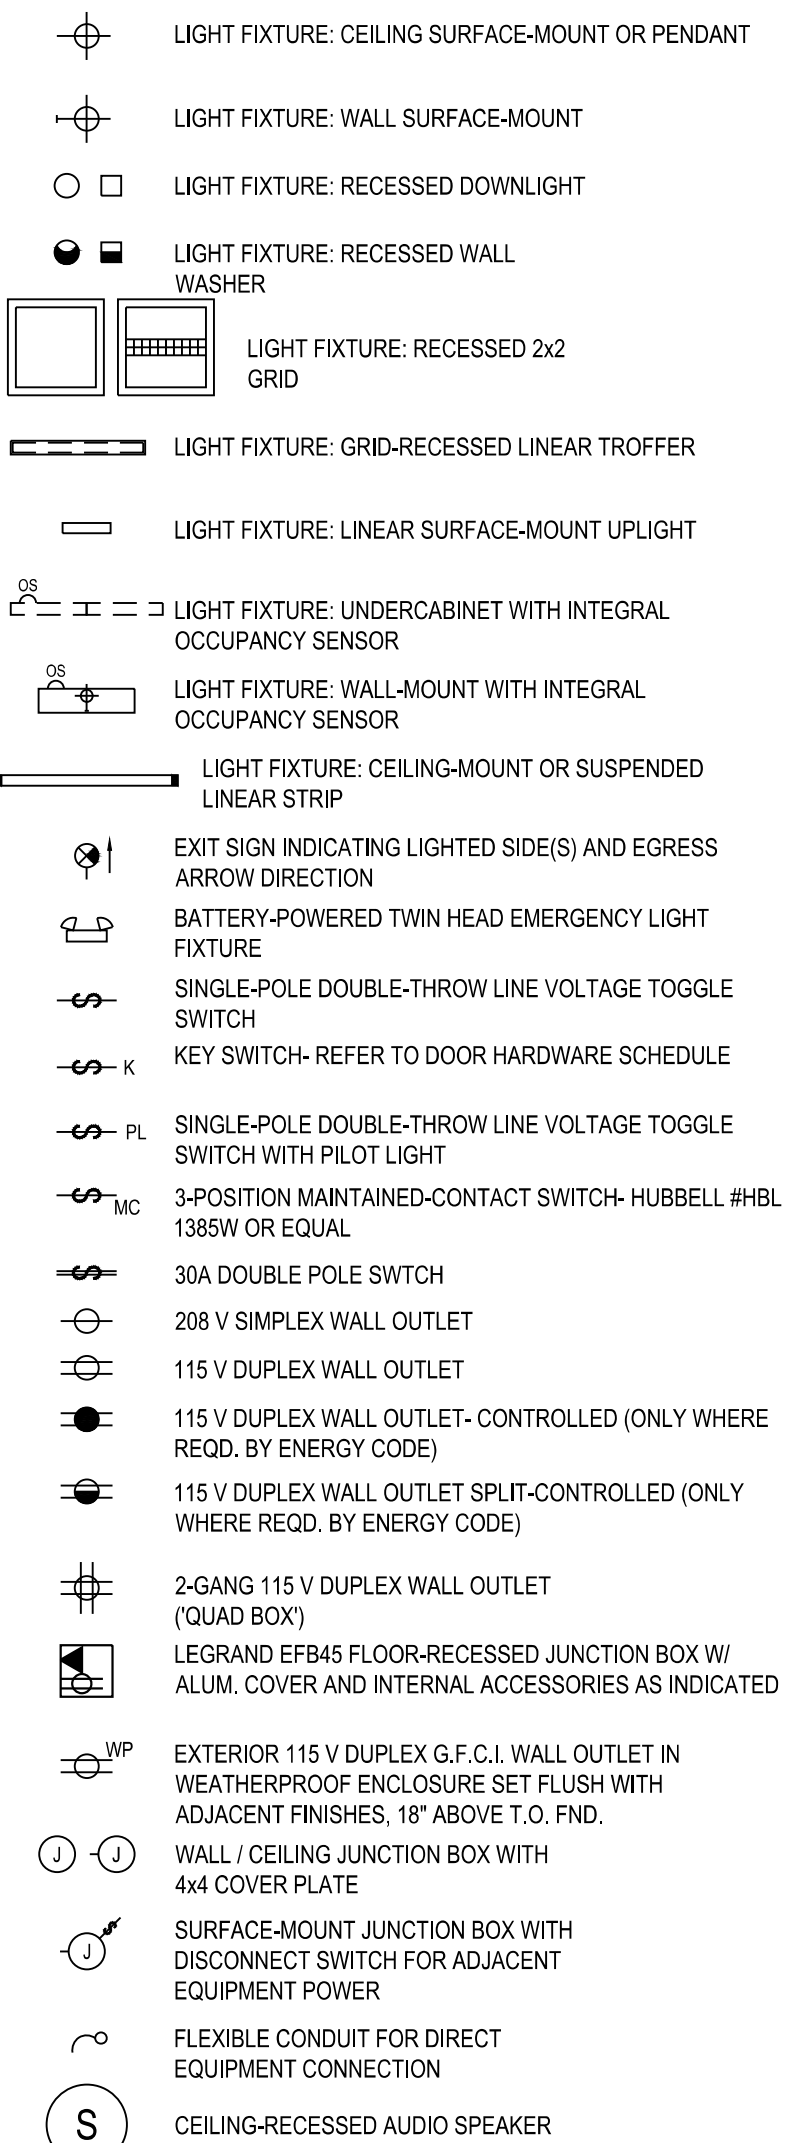 LIGHT FIXTURE: CEILING SURFACE-MOUNT OR PENDANT
LIGHT FIXTURE: WALL SURFACE-MOUNT
LIGHT FIXTURE: RECESSED DOWNLIGHT
LIGHT FIXTURE: RECESSED WALL
WASHER
LIGHT FIXTURE: RECESSED 2x2
GRID
LIGHT FIXTURE: GRID-RECESSED LINEAR TROFFER
LIGHT FIXTURE: LINEAR SURFACE-MOUNT UPLIGHT
OS
LIGHT FIXTURE: UNDERCABINET WITH INTEGRAL
OCCUPANCY SENSOR
OS
LIGHT FIXTURE: WALL-MOUNT WITH INTEGRAL
OCCUPANCY SENSOR
LIGHT FIXTURE: CEILING-MOUNT OR SUSPENDED
LINEAR STRIP
EXIT SIGN INDICATING LIGHTED SIDE(S) AND EGRESS
ARROW DIRECTION
BATTERY-POWERED TWIN HEAD EMERGENCY LIGHT
FIXTURE
S SINGLE-POLE DOUBLE-THROW LINE VOLTAGE TOGGLE
SWITCH
S K KEY SWITCH- REFER TO DOOR HARDWARE SCHEDULE
S PL SINGLE-POLE DOUBLE-THROW LINE VOLTAGE TOGGLE
SWITCH WITH PILOT LIGHT
S MC 3-POSITION MAINTAINED-CONTACT SWITCH- HUBBELL #HBL
1385W OR EQUAL
S 30A DOUBLE POLE SWTCH
208 V SIMPLEX WALL OUTLET
115 V DUPLEX WALL OUTLET
115 V DUPLEX WALL OUTLET- CONTROLLED (ONLY WHERE
REQD. BY ENERGY CODE)
115 V DUPLEX WALL OUTLET SPLIT-CONTROLLED (ONLY
WHERE REQD. BY ENERGY CODE)
2-GANG 115 V DUPLEX WALL OUTLET
('QUAD BOX')
LEGRAND EFB45 FLOOR-RECESSED JUNCTION BOX W/
ALUM. COVER AND INTERNAL ACCESSORIES AS INDICATED
WP EXTERIOR 115 V DUPLEX G.F.C.I. WALL OUTLET IN
WEATHERPROOF ENCLOSURE SET FLUSH WITH
ADJACENT FINISHES, 18" ABOVE T.O. FND.
J J WALL / CEILING JUNCTION BOX WITH
4x4 COVER PLATE
J S SURFACE-MOUNT JUNCTION BOX WITH
DISCONNECT SWITCH FOR ADJACENT
EQUIPMENT POWER
FLEXIBLE CONDUIT FOR DIRECT
EQUIPMENT CONNECTION
S CEILING-RECESSED AUDIO SPEAKER